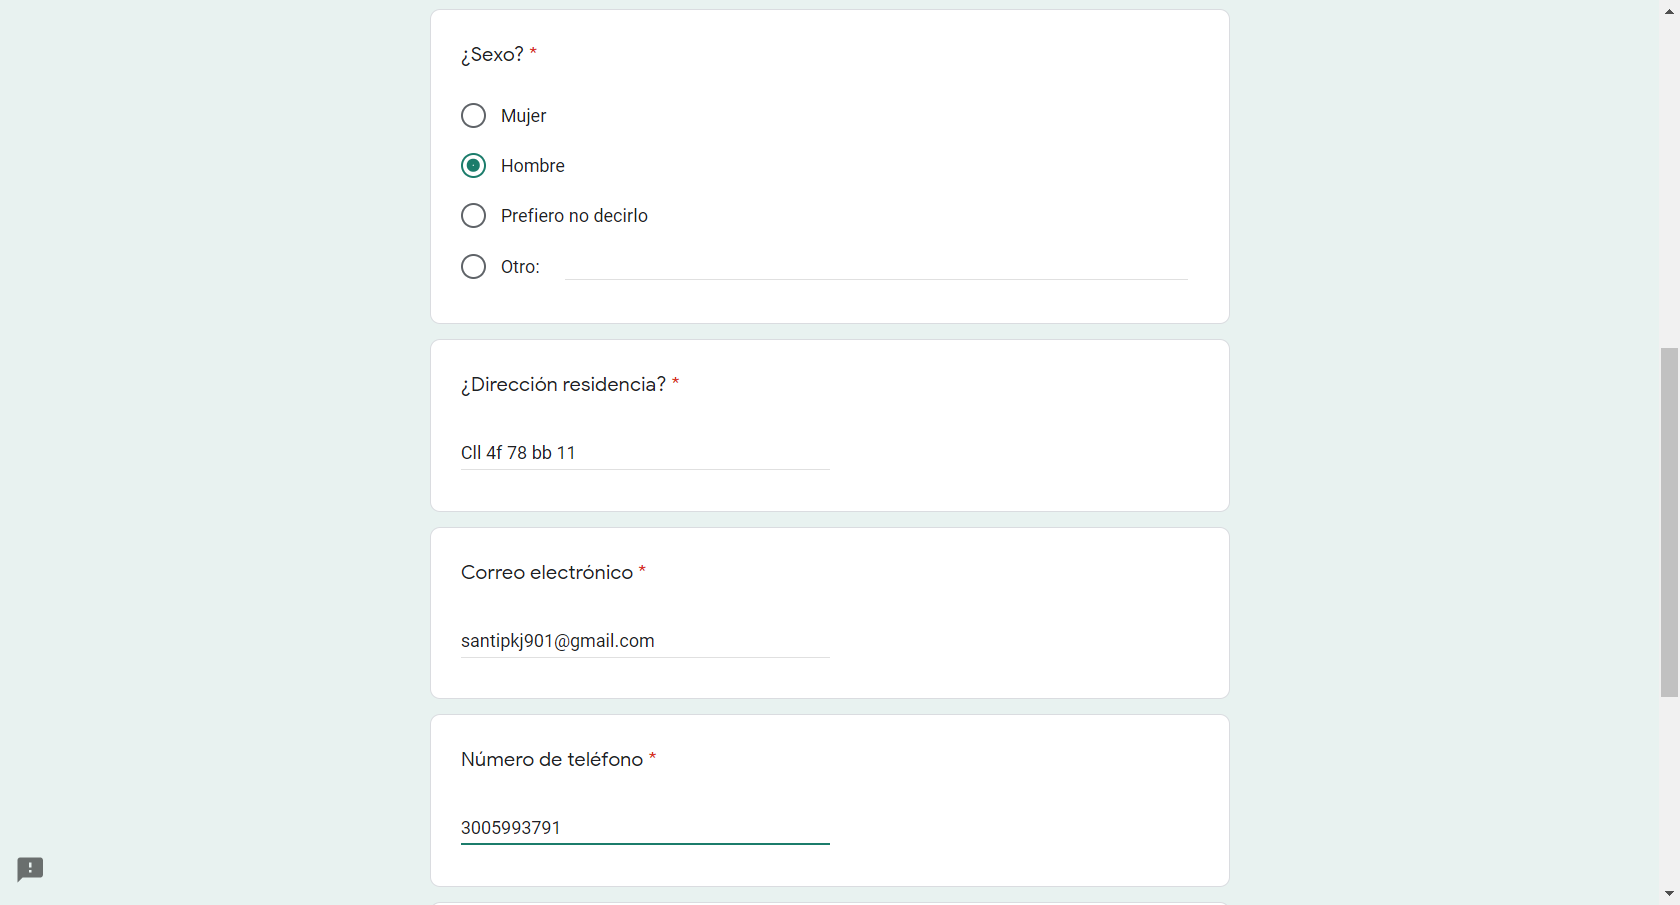 ¿Sexo? *
Mujer
Hombre
Prefiero no decirlo
Otro:
¿Dirección residencia? *
Cll 4f 78 bb 11
Correo electrónico *
santipkj901@gmail.com
Número de teléfono *
3005993791